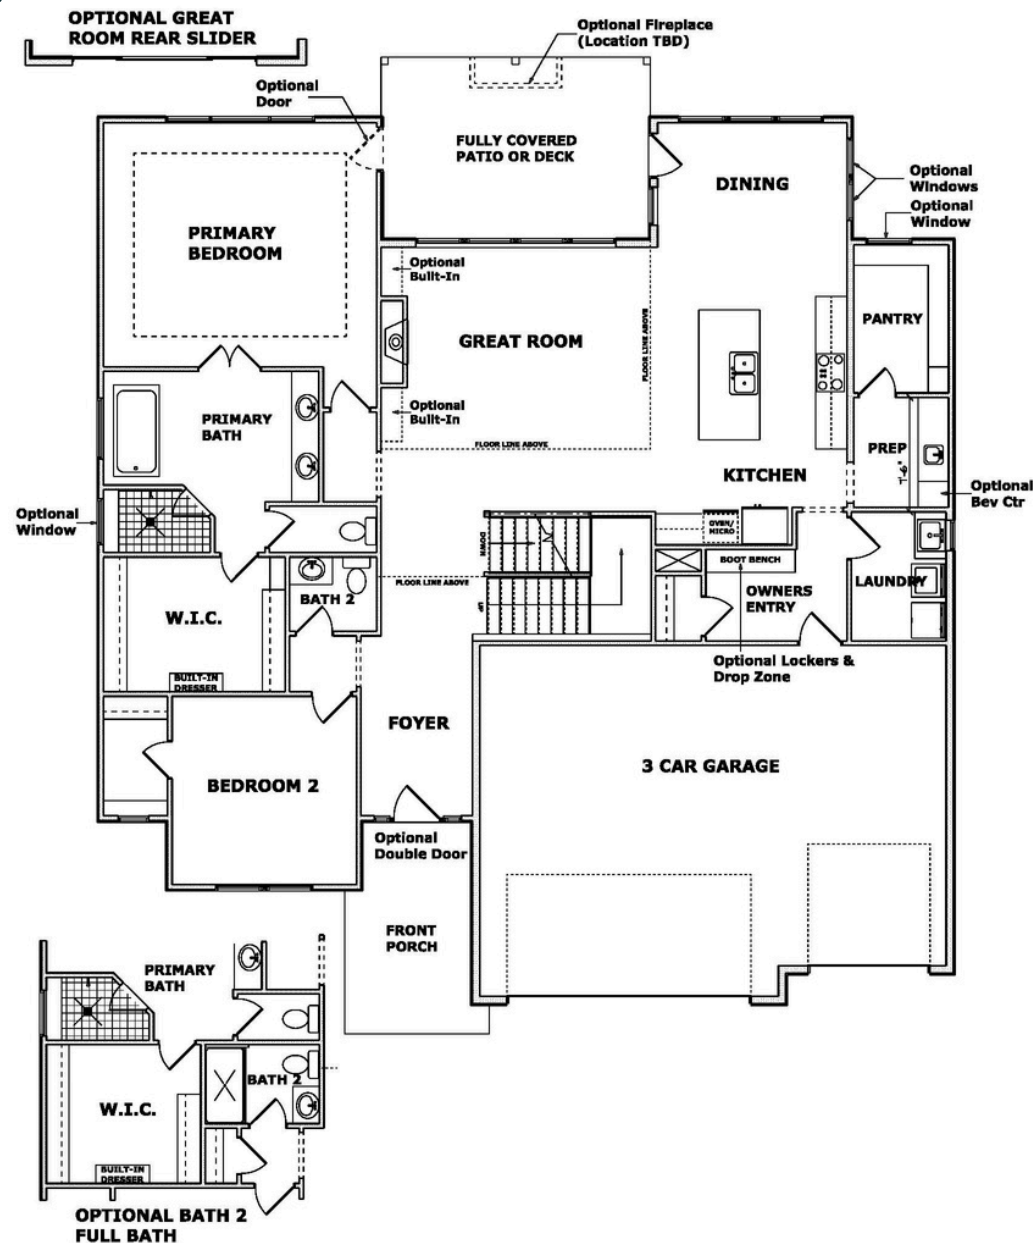 OPTIONAL GREAT
ROOM REAR SLIDER
Optional Fireplace
(Location TBD)
Optional
Door
FULLY COVERED
PATIO OR DECK
DINING
Optional
Windows
Optional
Window
PRIMARY
BEDROOM
Optional
Built-In
GREAT ROOM
FLOOR LINE ABOVE
PANTRY
Optional
Built-In
PRIMARY
BATH
FLOOR LINE ABOVE
PREP
7'-6"
KITCHEN
Optional
Bev Ctr
Optional
Window
OVEN/
MICRO
DOWN
BOOT BENCH
FLOOR LINE ABOVE
LAUNDRY
OWNERS
ENTRY
BATH 2
UP
W.I.C.
BUILT-IN
DRESSER
Optional Lockers &
Drop Zone
FOYER
3 CAR GARAGE
BEDROOM 2
Optional
Double Door
FRONT
PORCH
PRIMARY
BATH
BATH 2
W.I.C.
BUILT-IN
DRESSER
OPTIONAL BATH 2
FULL BATH